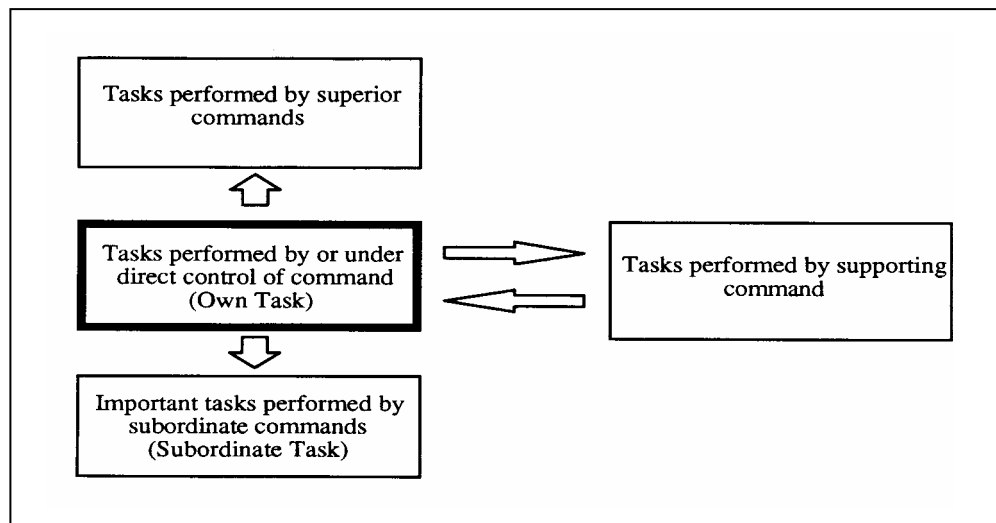 Tasks performed by superior
commands
Tasks performed by or under
direct control of command
(Own Task)
Tasks performed by supporting
command
Important tasks performed by
subordinate commands
(Subordinate Task)